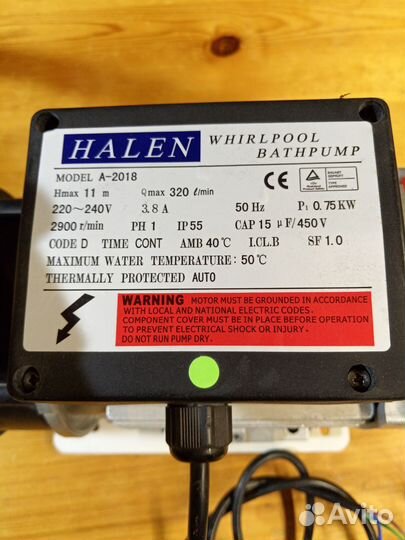 HALEN WHIRLPOOL
BATHPUMP
MODEL A-2018
Hmax 11 m Qmax 320 ℓ/min
220~240V 3.8 A 50 Hz P₁ 0.75 KW
2900 r/min PH 1 IP 55 CAP 15 μF/450V
CODE D TIME CONT AMB 40℃ I.CL.B SF 1.0
MAXIMUM WATER TEMPERATURE: 50℃
THERMALLY PROTECTED AUTO
CE
WARNING MOTOR MUST BE GROUNDED IN ACCORDANCE
WITH LOCAL AND NATIONAL ELECTRIC CODES.
COMPONENT COVER MUST BE IN PLACE BEFORE OPERATION
TO PREVENT ELECTRICAL SHOCK OR INJURY.
DO NOT RUN PUMP DRY.
Avito